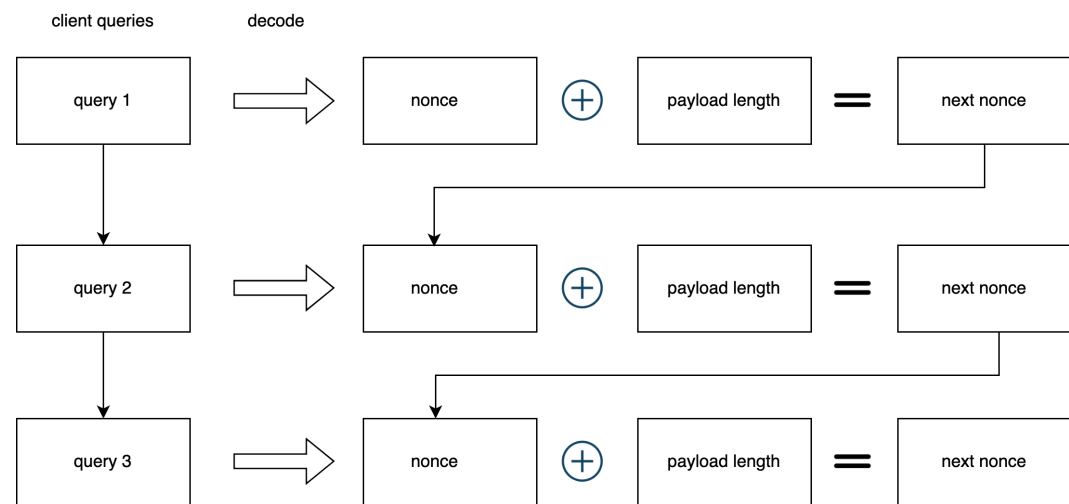 client queries
decode
query 1
nonce
payload length
next nonce
query 2
nonce
payload length
next nonce
query 3
nonce
payload length
next nonce